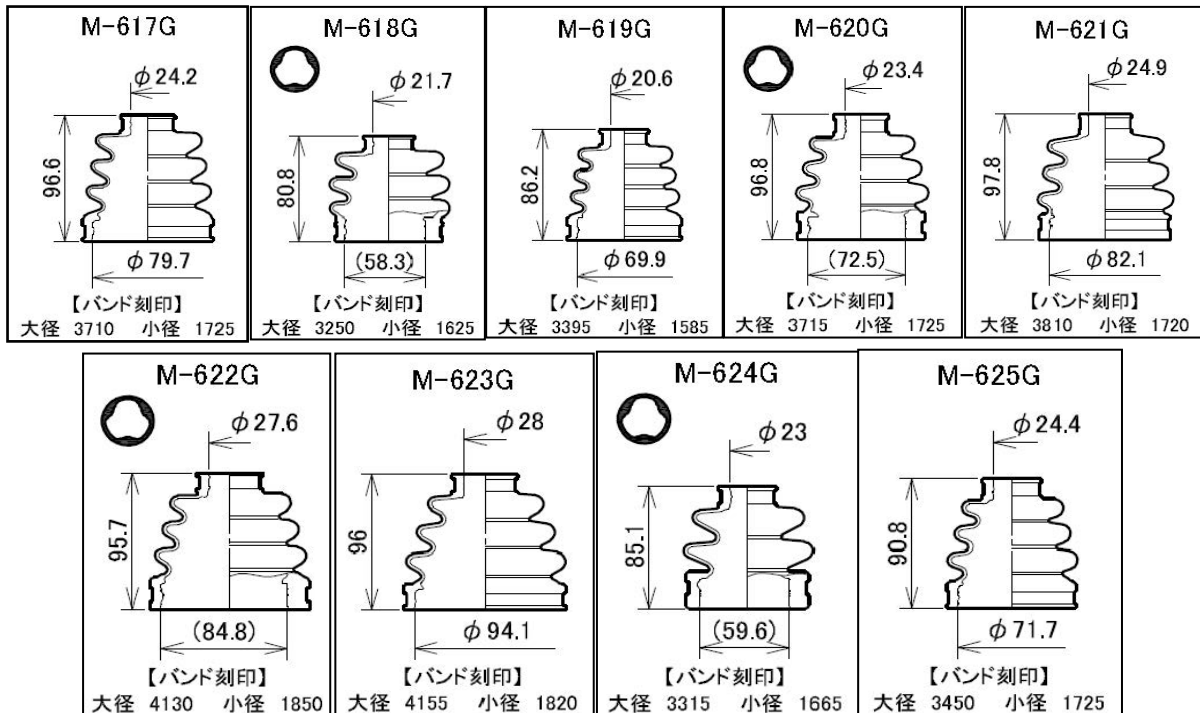 M-617G
φ24.2
96.6
φ79.7
【バンド刻印】
大径 3710 小径 1725
M-618G
φ21.7
80.8
(58.3)
【バンド刻印】
大径 3250 小径 1625
M-619G
φ20.6
86.2
φ69.9
【バンド刻印】
大径 3395 小径 1585
M-620G
φ23.4
96.8
(72.5)
【バンド刻印】
大径 3715 小径 1725
M-621G
φ24.9
97.8
φ82.1
【バンド刻印】
大径 3810 小径 1720
M-622G
φ27.6
95.7
(84.8)
【バンド刻印】
大径 4130 小径 1850
M-623G
φ28
96
φ94.1
【バンド刻印】
大径 4155 小径 1820
M-624G
φ23
85.1
(59.6)
【バンド刻印】
大径 3315 小径 1665
M-625G
φ24.4
90.8
φ71.7
【バンド刻印】
大径 3450 小径 1725